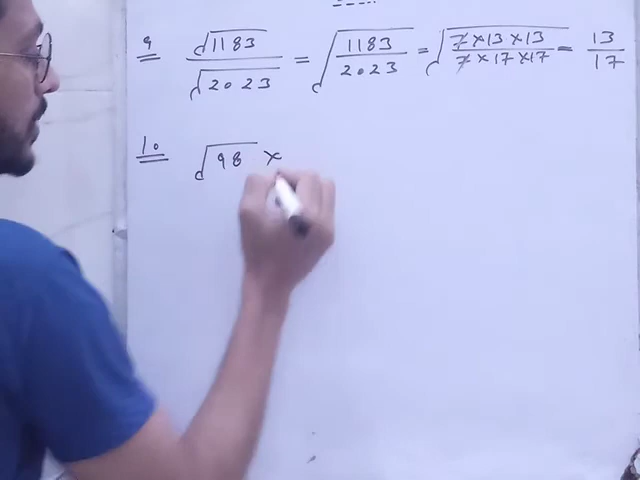 9 √1183 / √2023 = √(1183 / 2023) = √(7 × 13 × 13 / 7 × 17 × 17) = 13 / 17
10 √98 ×